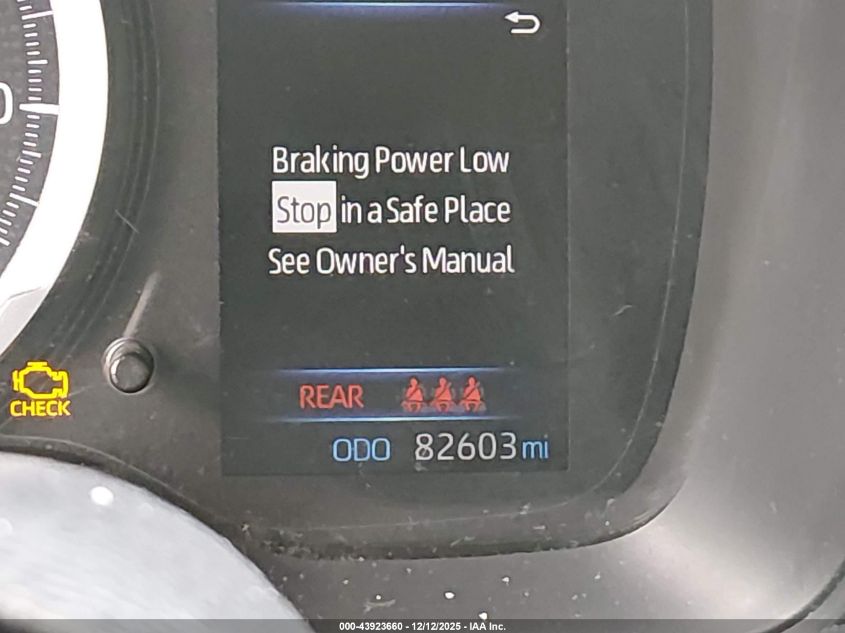 0
Braking Power Low
Stop in a Safe Place
See Owner's Manual
CHECK
REAR
ODO 82603 mi
000-43923660 - 12/12/2025 - IAA Inc.